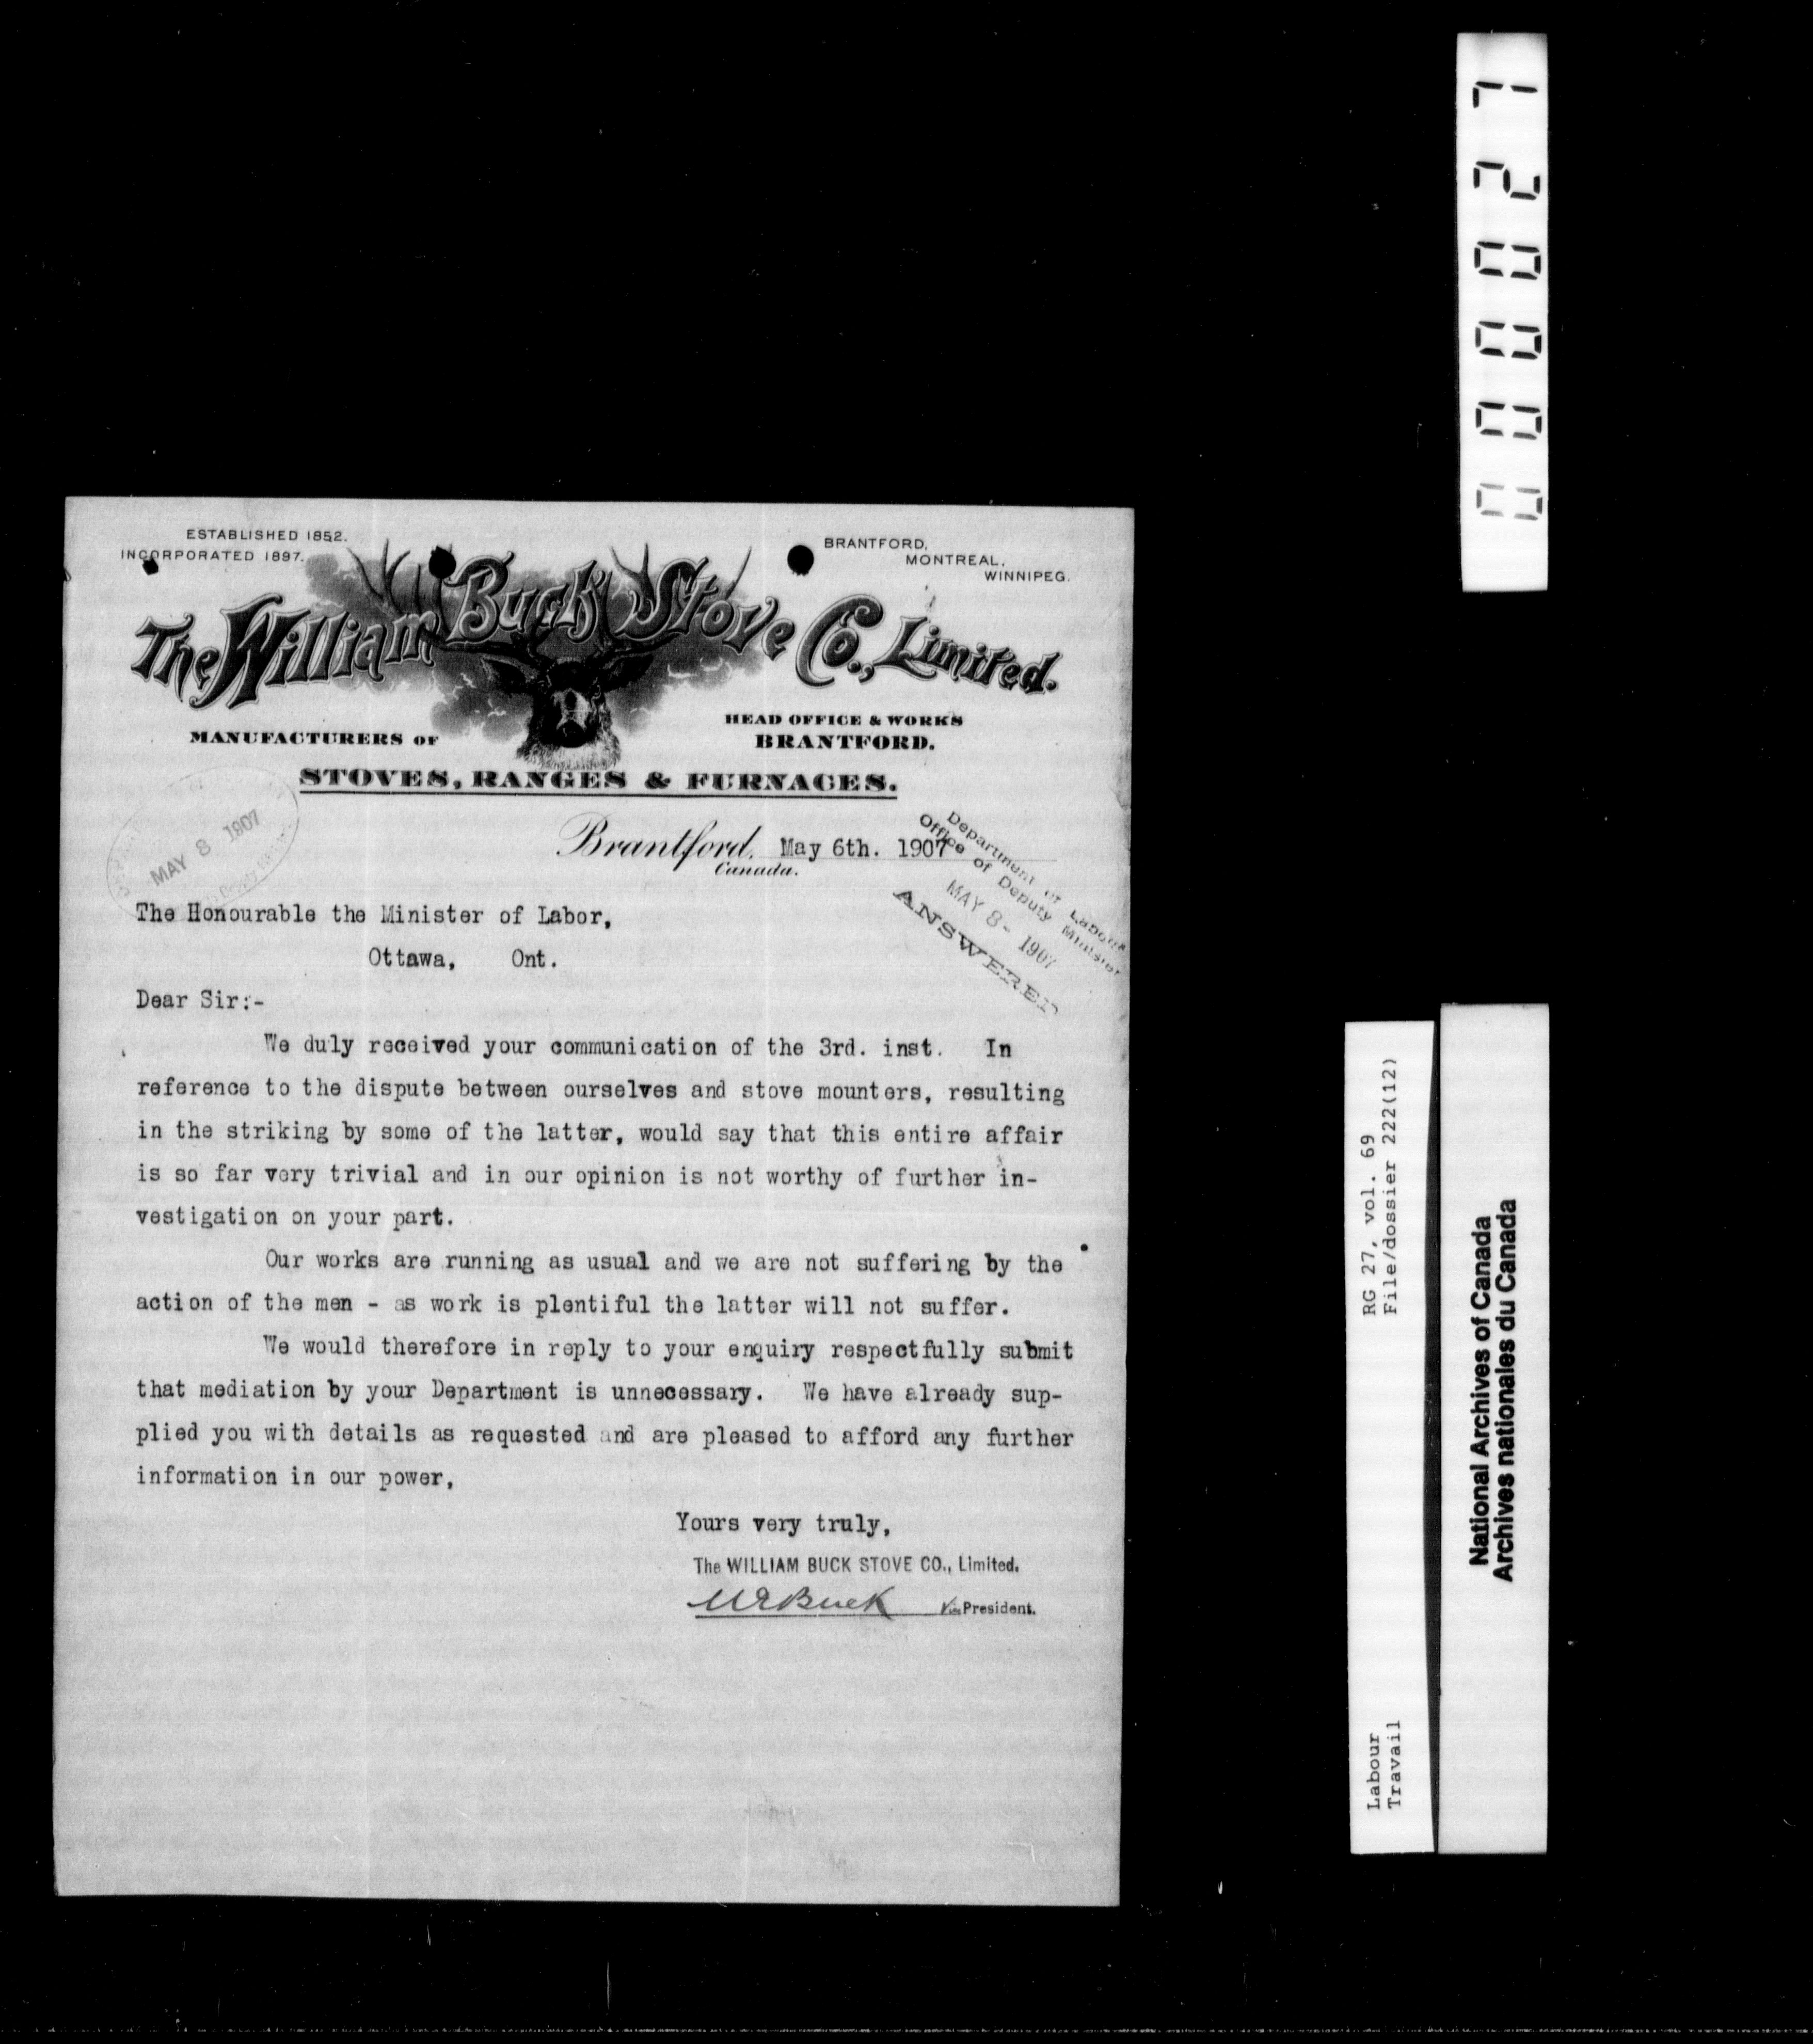 ESTABLISHED 1852.
INCORPORATED 1897.
BRANTFORD,
MONTREAL,
WINNIPEG.
The William Buck Stove Co., Limited.
MANUFACTURERS OF
HEAD OFFICE & WORKS
BRANTFORD.
STOVES, RANGES & FURNACES.
MAY 8 1907
Brantford, May 6th. 1907
Canada.
Department of Labour
Office of Deputy Minister
MAY 8- 1907
ANSWERED
The Honourable the Minister of Labor,
Ottawa, Ont.
Dear Sir:-
We duly received your communication of the 3rd. inst. In
reference to the dispute between ourselves and stove mounters, resulting
in the striking by some of the latter, would say that this entire affair
is so far very trivial and in our opinion is not worthy of further in-
vestigation on your part.
Our works are running as usual and we are not suffering by the
action of the men - as work is plentiful the latter will not suffer.
We would therefore in reply to your enquiry respectfully submit
that mediation by your Department is unnecessary. We have already sup-
plied you with details as requested and are pleased to afford any further
information in our power,
Yours very truly,
The WILLIAM BUCK STOVE CO., Limited.
WEBuck Vice President.
000027
RG 27, vol. 69
File/dossier 222(12)
Labour
Travail
National Archives of Canada
Archives nationales du Canada